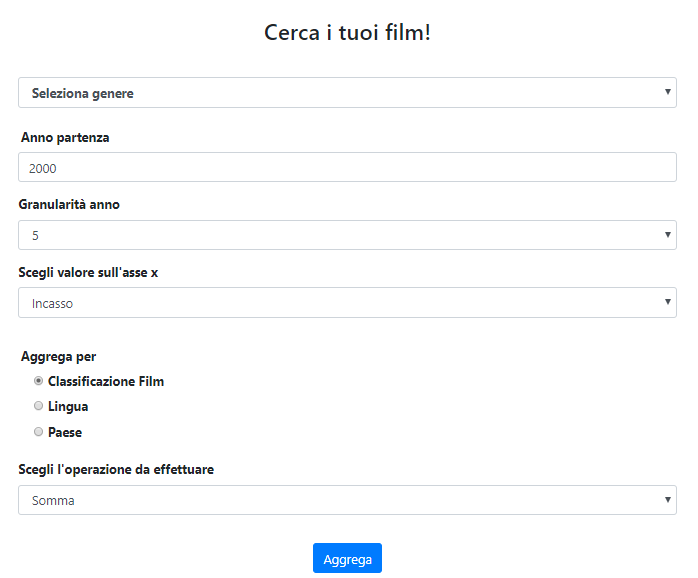 Cerca i tuoi film!
Seleziona genere
Anno partenza
2000
Granularità anno
5
Scegli valore sull'asse x
Incasso
Aggrega per
Classificazione Film
Lingua
Paese
Scegli l'operazione da effettuare
Somma
Aggrega